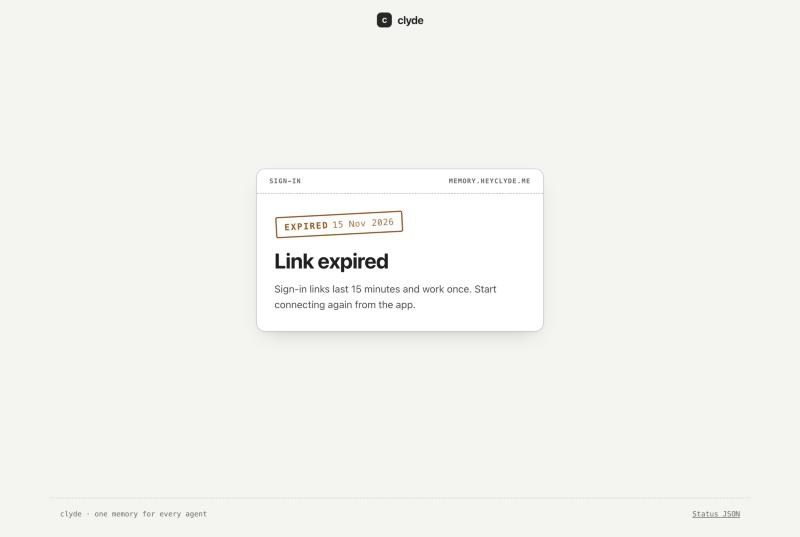 c clyde
SIGN-IN MEMORY.HEYCLYDE.ME
EXPIRED 15 Nov 2026
Link expired
Sign-in links last 15 minutes and work once. Start
connecting again from the app.
clyde · one memory for every agent Status JSON